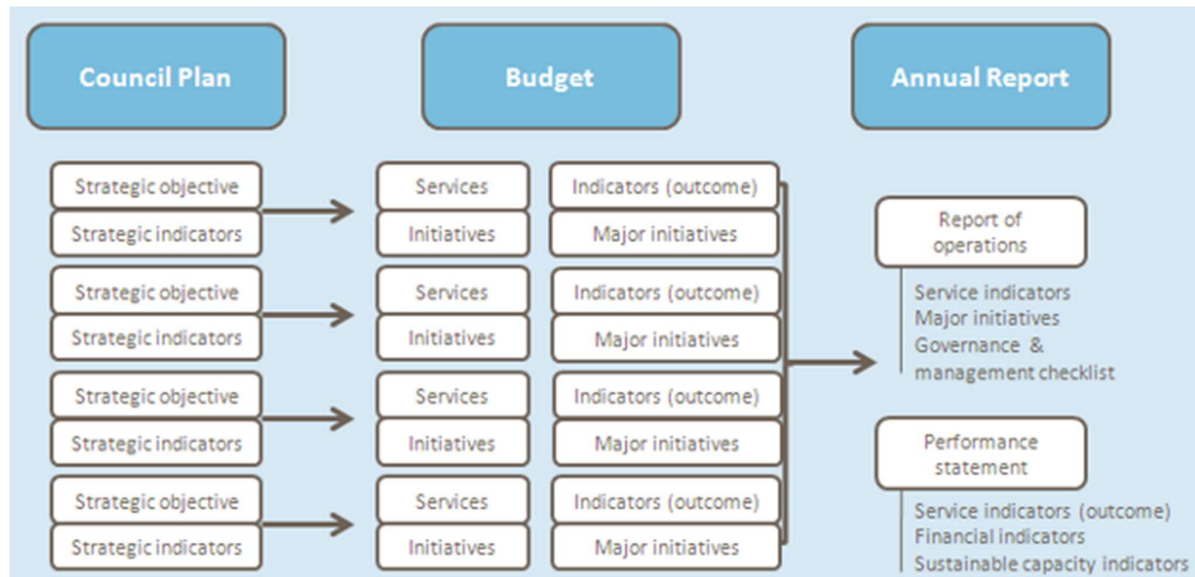 Council Plan
Budget
Annual Report
Strategic objective
Strategic indicators
Services
Initiatives
Indicators (outcome)
Major initiatives
Strategic objective
Strategic indicators
Services
Initiatives
Indicators (outcome)
Major initiatives
Strategic objective
Strategic indicators
Services
Initiatives
Indicators (outcome)
Major initiatives
Strategic objective
Strategic indicators
Services
Initiatives
Indicators (outcome)
Major initiatives
Report of
operations
Service indicators
Major initiatives
Governance &
management checklist
Performance
statement
Service indicators (outcome)
Financial indicators
Sustainable capacity indicators